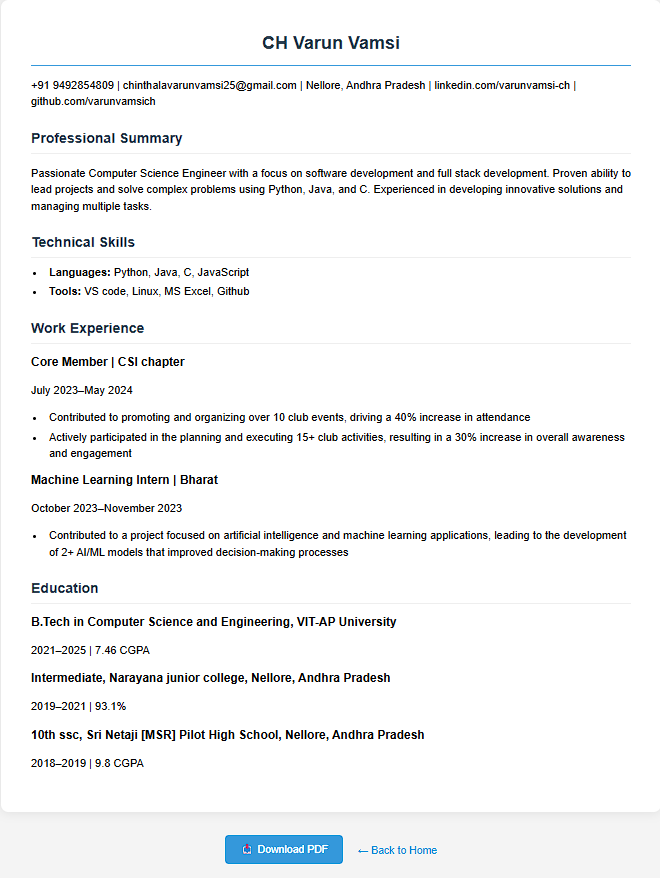 CH Varun Vamsi
+91 9492854809 | chinthalavarunvamsi25@gmail.com | Nellore, Andhra Pradesh | linkedin.com/varunvamsi-ch |
github.com/varunvamsich
Professional Summary
Passionate Computer Science Engineer with a focus on software development and full stack development. Proven ability to
lead projects and solve complex problems using Python, Java, and C. Experienced in developing innovative solutions and
managing multiple tasks.
Technical Skills
• Languages: Python, Java, C, JavaScript
• Tools: VS code, Linux, MS Excel, Github
Work Experience
Core Member | CSI chapter
July 2023–May 2024
• Contributed to promoting and organizing over 10 club events, driving a 40% increase in attendance
• Actively participated in the planning and executing 15+ club activities, resulting in a 30% increase in overall awareness
and engagement
Machine Learning Intern | Bharat
October 2023–November 2023
• Contributed to a project focused on artificial intelligence and machine learning applications, leading to the development
of 2+ AI/ML models that improved decision-making processes
Education
B.Tech in Computer Science and Engineering, VIT-AP University
2021–2025 | 7.46 CGPA
Intermediate, Narayana junior college, Nellore, Andhra Pradesh
2019–2021 | 93.1%
10th ssc, Sri Netaji [MSR] Pilot High School, Nellore, Andhra Pradesh
2018–2019 | 9.8 CGPA
Download PDF ← Back to Home